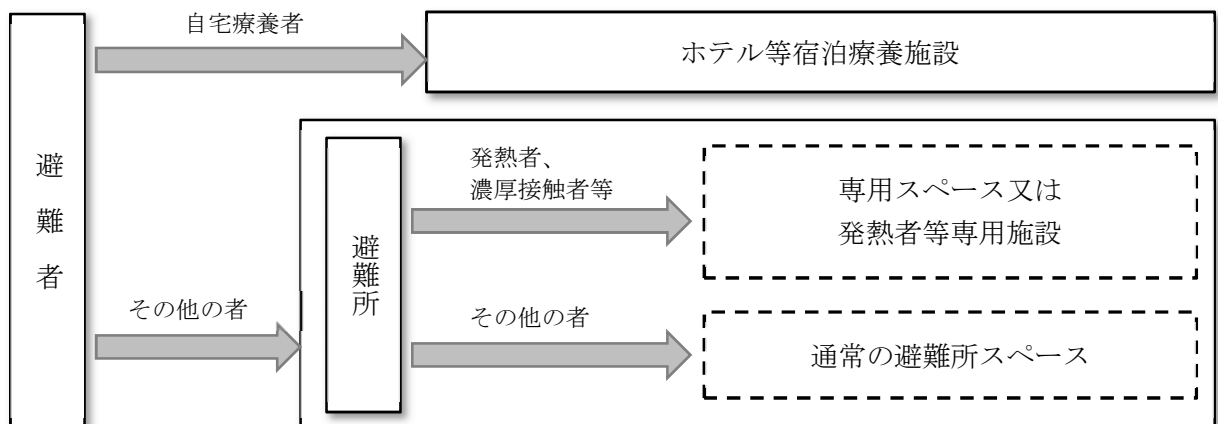 自宅療養者
ホテル等宿泊療養施設
避難者
その他の者
避難所
発熱者、
濃厚接触者等
専用スペース又は
発熱者等専用施設
その他の者
通常の避難所スペース